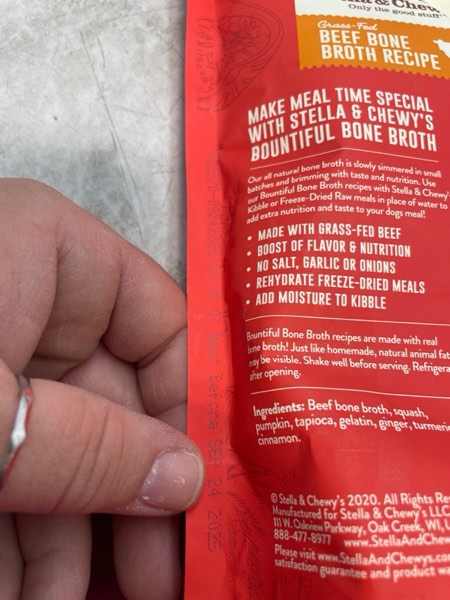 Only the good stuff
Grass-Fed
BEEF BONE
BROTH RECIPE
MAKE MEAL TIME SPECIAL
WITH STELLA & CHEWY'S
BOUNTIFUL BONE BROTH
Our all natural bone broth is slowly simmered in small
batches and brimming with taste and nutrition. Use
our Bountiful Bone Broth recipes with Stella & Chewy'
Kibble or Freeze-Dried Raw meals in place of water to
add extra nutrition and taste to your dogs meal!
• MADE WITH GRASS-FED BEEF
• BOOST OF FLAVOR & NUTRITION
• NO SALT, GARLIC OR ONIONS
• REHYDRATE FREEZE-DRIED MEALS
• ADD MOISTURE TO KIBBLE
Bountiful Bone Broth recipes are made with real
bone broth! Just like homemade, natural animal fat
may be visible. Shake well before serving. Refrigera
after opening.
Ingredients: Beef bone broth, squash,
pumpkin, tapioca, gelatin, ginger, turmeri
cinnamon.
© Stella & Chewy's 2020. All Rights Re
Manufactured for Stella & Chewy's LLC
111 W. Oakview Parkway, Oak Creek, WI, U
888-477-8977 www.StellaAndChew
Please visit www.StellaAndChewys.co
satisfaction guarantee and product wa
Best Before SEP 24 2025